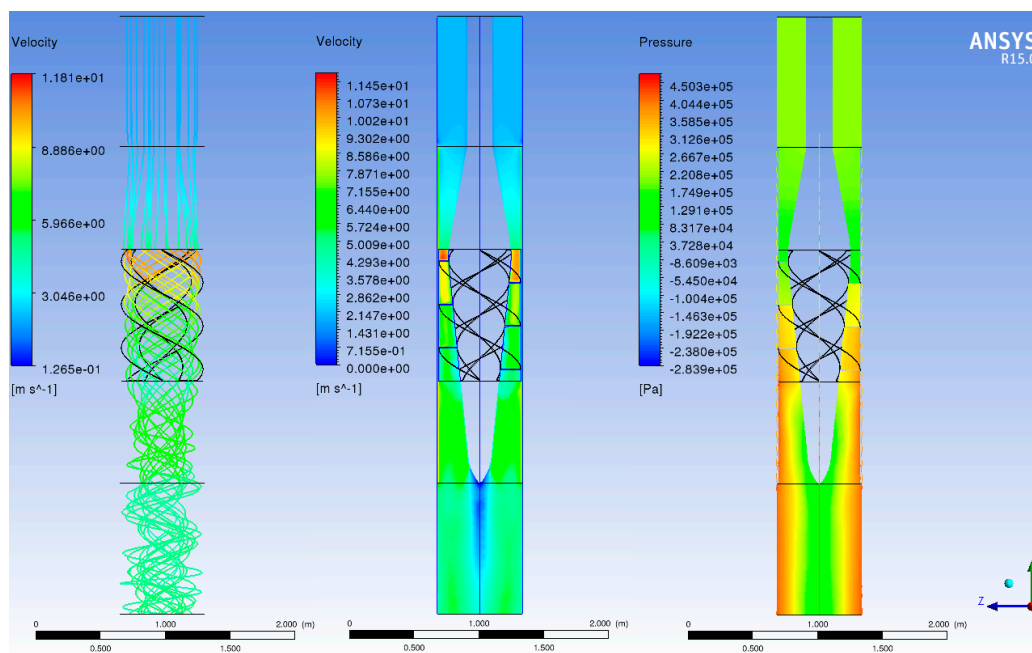 Velocity
1.181e+01
8.886e+00
5.966e+00
3.046e+00
1.265e-01
[m s^-1]
Velocity
1.145e+01
1.073e+01
1.002e+01
9.302e+00
8.586e+00
7.871e+00
7.155e+00
6.440e+00
5.724e+00
5.009e+00
4.293e+00
3.578e+00
2.862e+00
2.147e+00
1.431e+00
7.155e-01
0.000e+00
[m s^-1]
Pressure
4.503e+05
4.044e+05
3.585e+05
3.126e+05
2.667e+05
2.208e+05
1.749e+05
1.291e+05
8.317e+04
3.728e+04
-8.609e+03
-5.450e+04
-1.004e+05
-1.463e+05
-1.922e+05
-2.380e+05
-2.839e+05
[Pa]
ANSYS
R15.0
Z
0 1.000 2.000 (m)
0.500 1.500
0 1.000 2.000 (m)
0.500 1.500
0 1.000 2.000 (m)
0.500 1.500